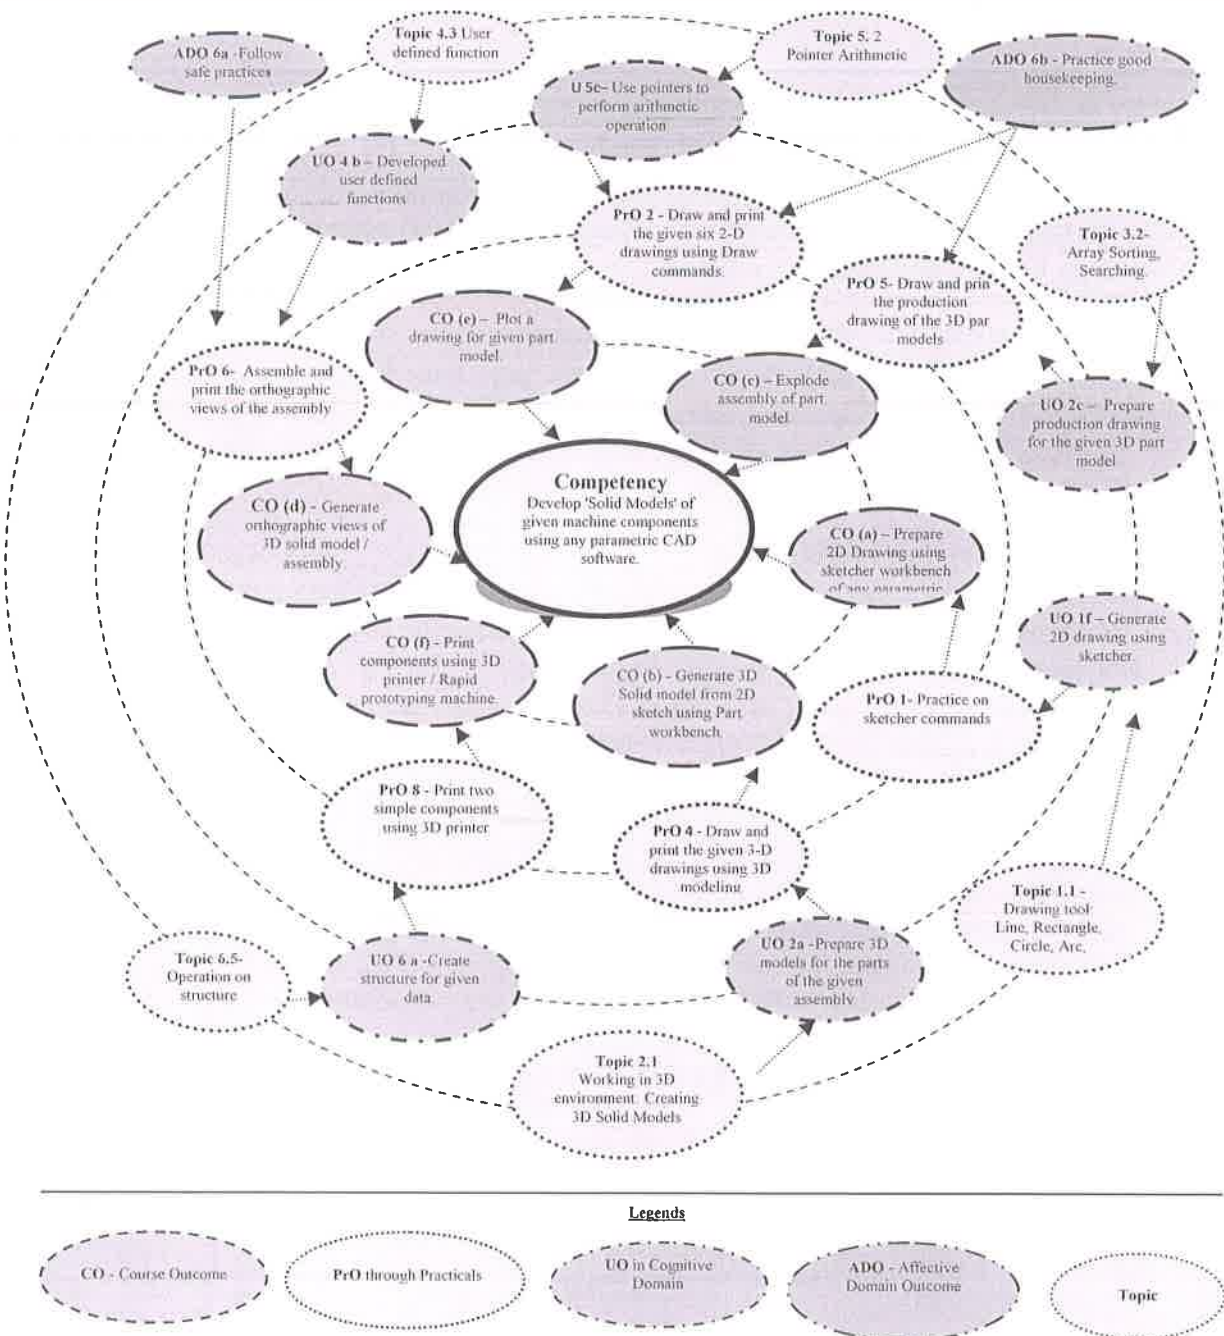 ADO 6a -Follow
safe practices
Topic 4.3 User
defined function
Topic 5. 2
Pointer Arithmetic
ADO 6b - Practice good
housekeeping.
U 5c- Use pointers to
perform arithmetic
operation
UO 4 b – Developed
user defined
functions
PrO 2 - Draw and print
the given six 2-D
drawings using Draw
commands.
Topic 3.2-
Array Sorting,
Searching.
PrO 5- Draw and prin
the production
drawing of the 3D par
models
CO (e) – Plot a
drawing for given part
model.
PrO 6- Assemble and
print the orthographic
views of the assembly
CO (c) – Explode
assembly of part
model.
UO 2c – Prepare
production drawing
for the given 3D part
model
Competency
Develop 'Solid Models' of
given machine components
using any parametric CAD
software.
CO (d) - Generate
orthographic views of
3D solid model /
assembly.
CO (a) – Prepare
2D Drawing using
sketcher workbench
of any parametric
UO 1f – Generate
2D drawing using
sketcher.
CO (f) - Print
components using 3D
printer / Rapid
prototyping machine.
CO (b) - Generate 3D
Solid model from 2D
sketch using Part
workbench
PrO 1- Practice on
sketcher commands
PrO 8 - Print two
simple components
using 3D printer
PrO 4 - Draw and
print the given 3-D
drawings using 3D
modeling
Topic 1.1 -
Drawing tool
Line, Rectangle,
Circle, Arc,
Topic 6.5-
Operation on
structure
UO 6 a -Create
structure for given
data.
UO 2a -Prepare 3D
models for the parts
of the given
assembly.
Topic 2.1
Working in 3D
environment. Creating
3D Solid Models
Legends
CO - Course Outcome
PrO through Practicals
UO in Cognitive
Domain
ADO - Affective
Domain Outcome
Topic